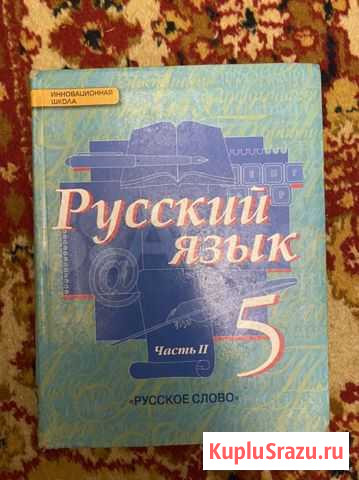 ИННОВАЦИОННАЯ
ШКОЛА
Русский
язык
@
Часть II
5
«РУССКОЕ СЛОВО»
KupluSrazu.ru